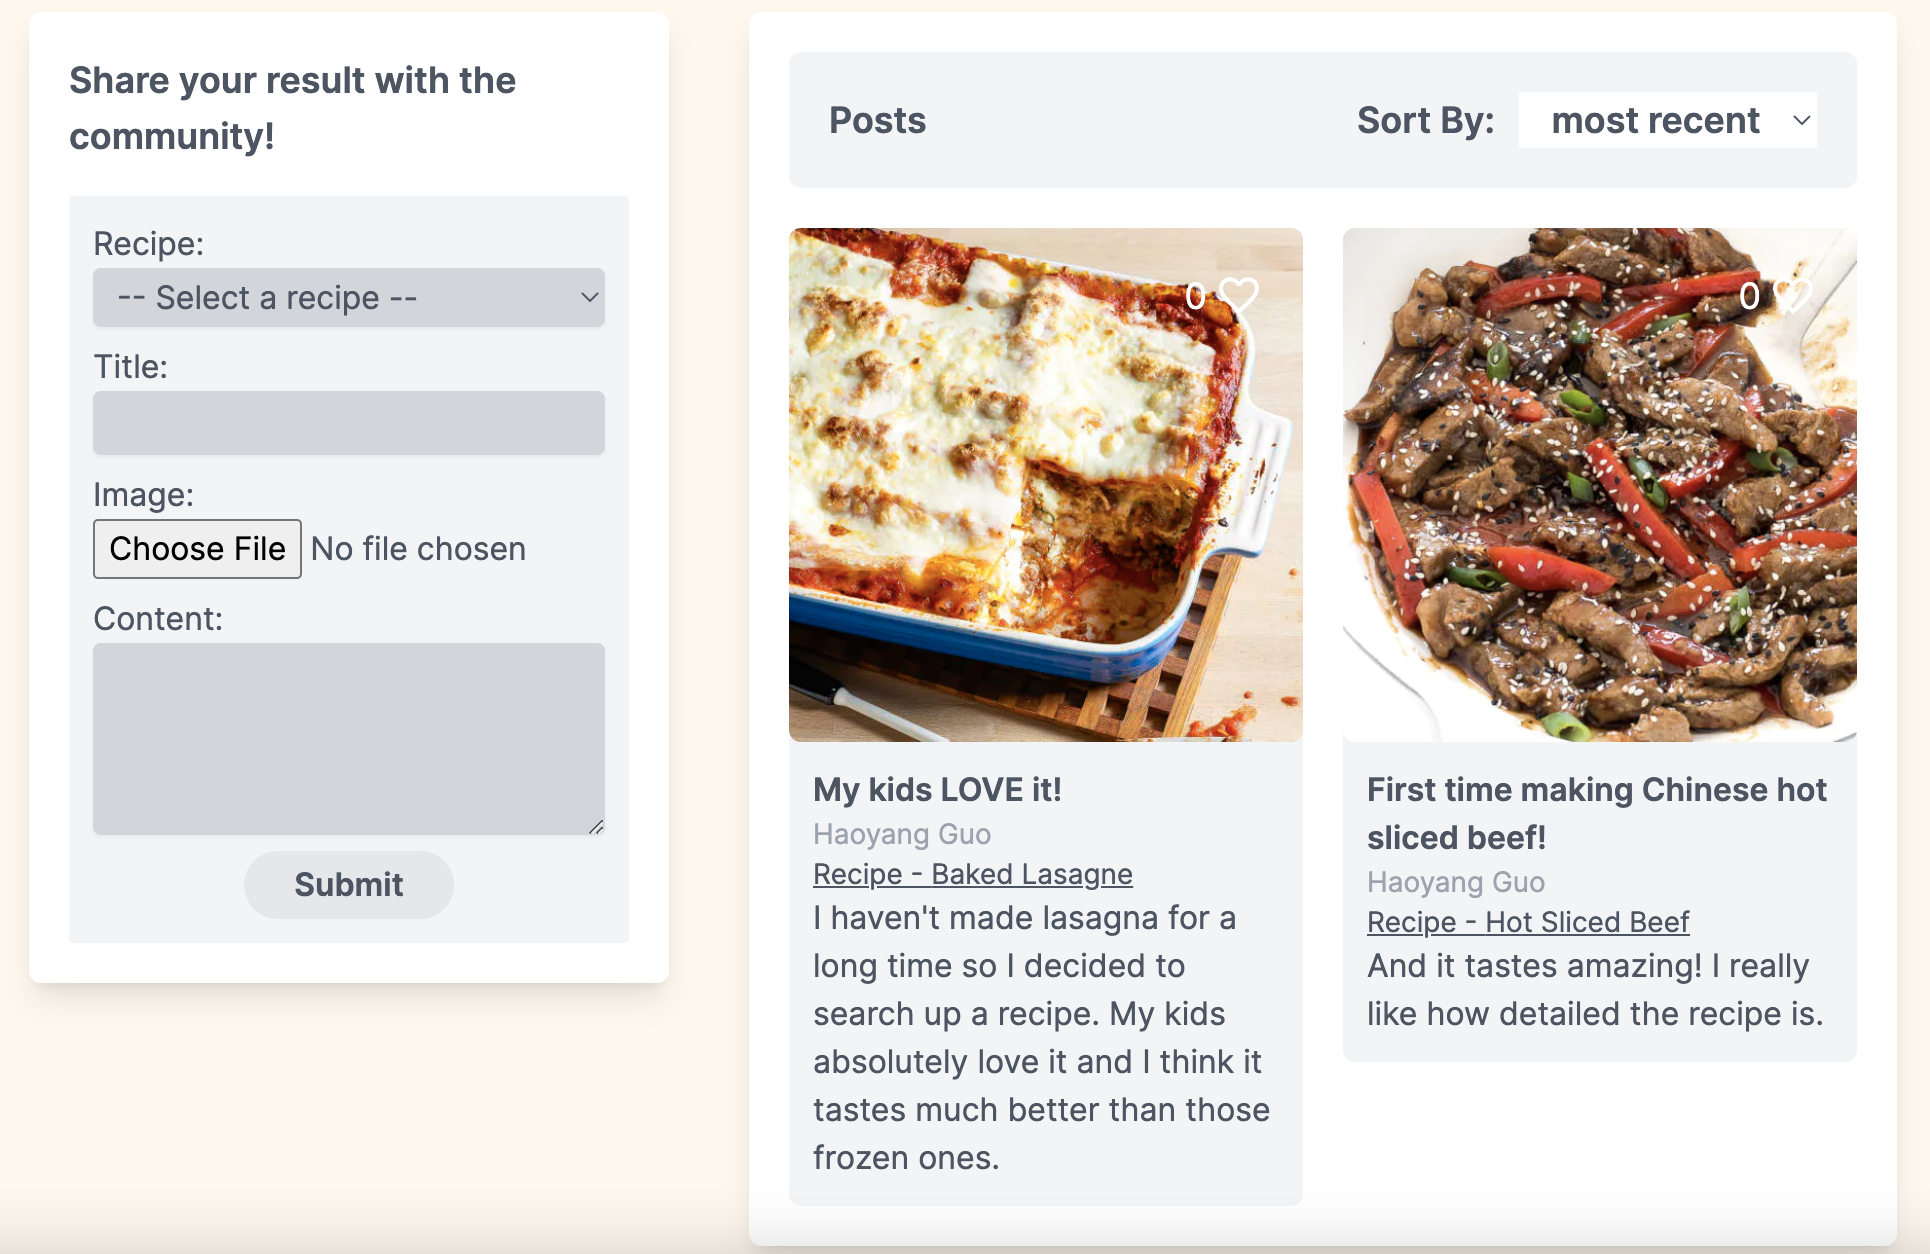 Share your result with the
community!
Recipe:
-- Select a recipe --
Title:
Image:
Choose File No file chosen
Content:
Submit
Posts
Sort By: most recent
0
My kids LOVE it!
Haoyang Guo
Recipe - Baked Lasagne
I haven't made lasagna for a
long time so I decided to
search up a recipe. My kids
absolutely love it and I think it
tastes much better than those
frozen ones.
0
First time making Chinese hot
sliced beef!
Haoyang Guo
Recipe - Hot Sliced Beef
And it tastes amazing! I really
like how detailed the recipe is.